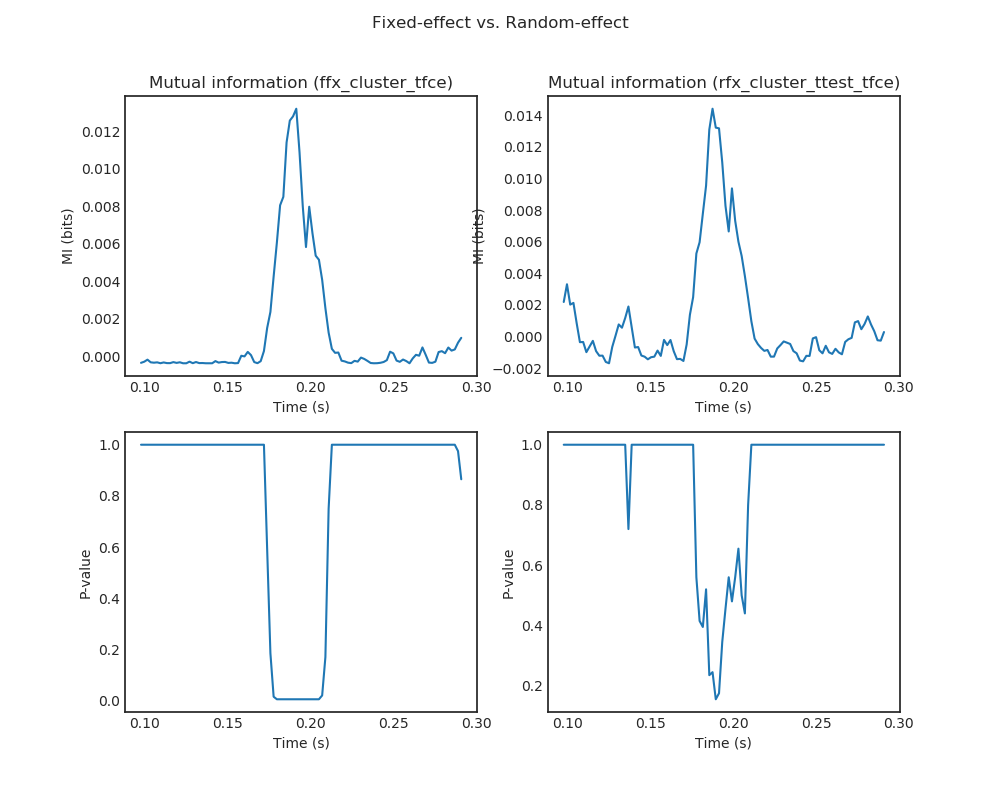 Fixed-effect vs. Random-effect
Mutual information (ffx_cluster_tfce)
MI (bits)
0.012
0.010
0.008
0.006
0.004
0.002
0.000
0.10 0.15 0.20 0.25 0.30
Time (s)
Mutual information (rfx_cluster_ttest_tfce)
MI (bits)
0.014
0.012
0.010
0.008
0.006
0.004
0.002
0.000
−0.002
0.10 0.15 0.20 0.25 0.30
Time (s)
P-value
1.0
0.8
0.6
0.4
0.2
0.0
0.10 0.15 0.20 0.25 0.30
Time (s)
P-value
1.0
0.8
0.6
0.4
0.2
0.10 0.15 0.20 0.25 0.30
Time (s)